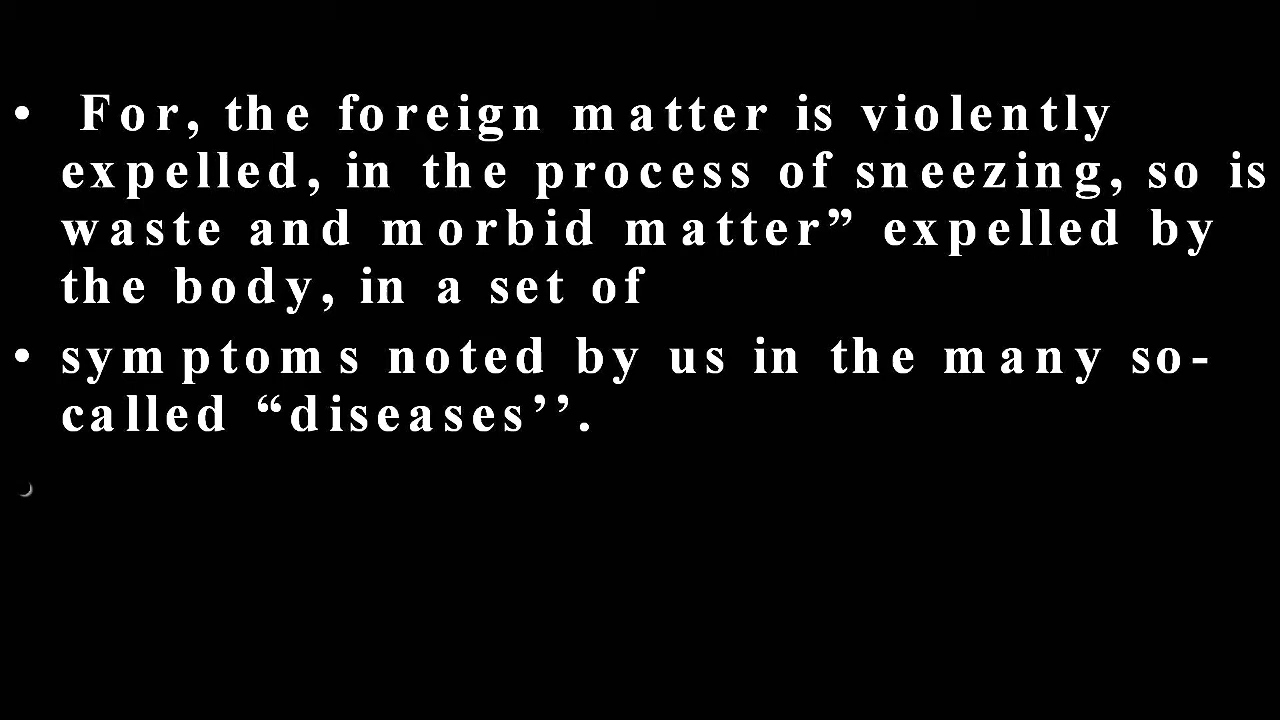 • For, the foreign matter is violently
expelled, in the process of sneezing, so is
waste and morbid matter” expelled by
the body, in a set of
• symptoms noted by us in the many so-
called “diseases’’.